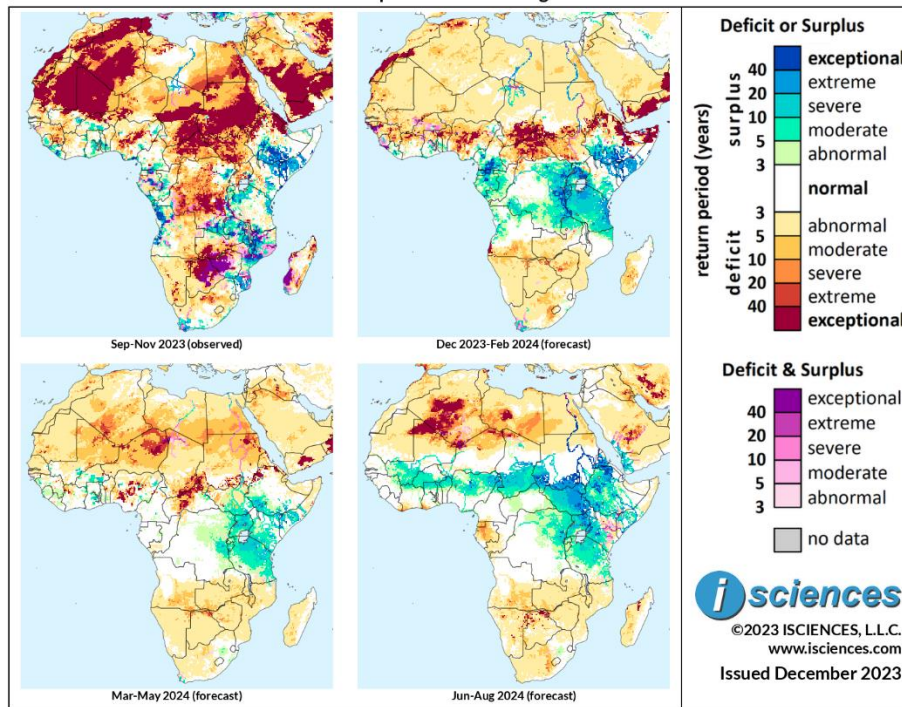 Sep-Nov 2023 (observed)
Dec 2023-Feb 2024 (forecast)
Mar-May 2024 (forecast)
Jun-Aug 2024 (forecast)
Deficit or Surplus
return period (years)
surplus
deficit
40
20
10
5
3
3
5
10
20
40
exceptional
extreme
severe
moderate
abnormal
normal
abnormal
moderate
severe
extreme
exceptional
Deficit & Surplus
40
20
10
5
3
exceptional
extreme
severe
moderate
abnormal
no data
i sciences
©2023 ISCIENCES, L.L.C.
www.isciences.com
Issued December 2023